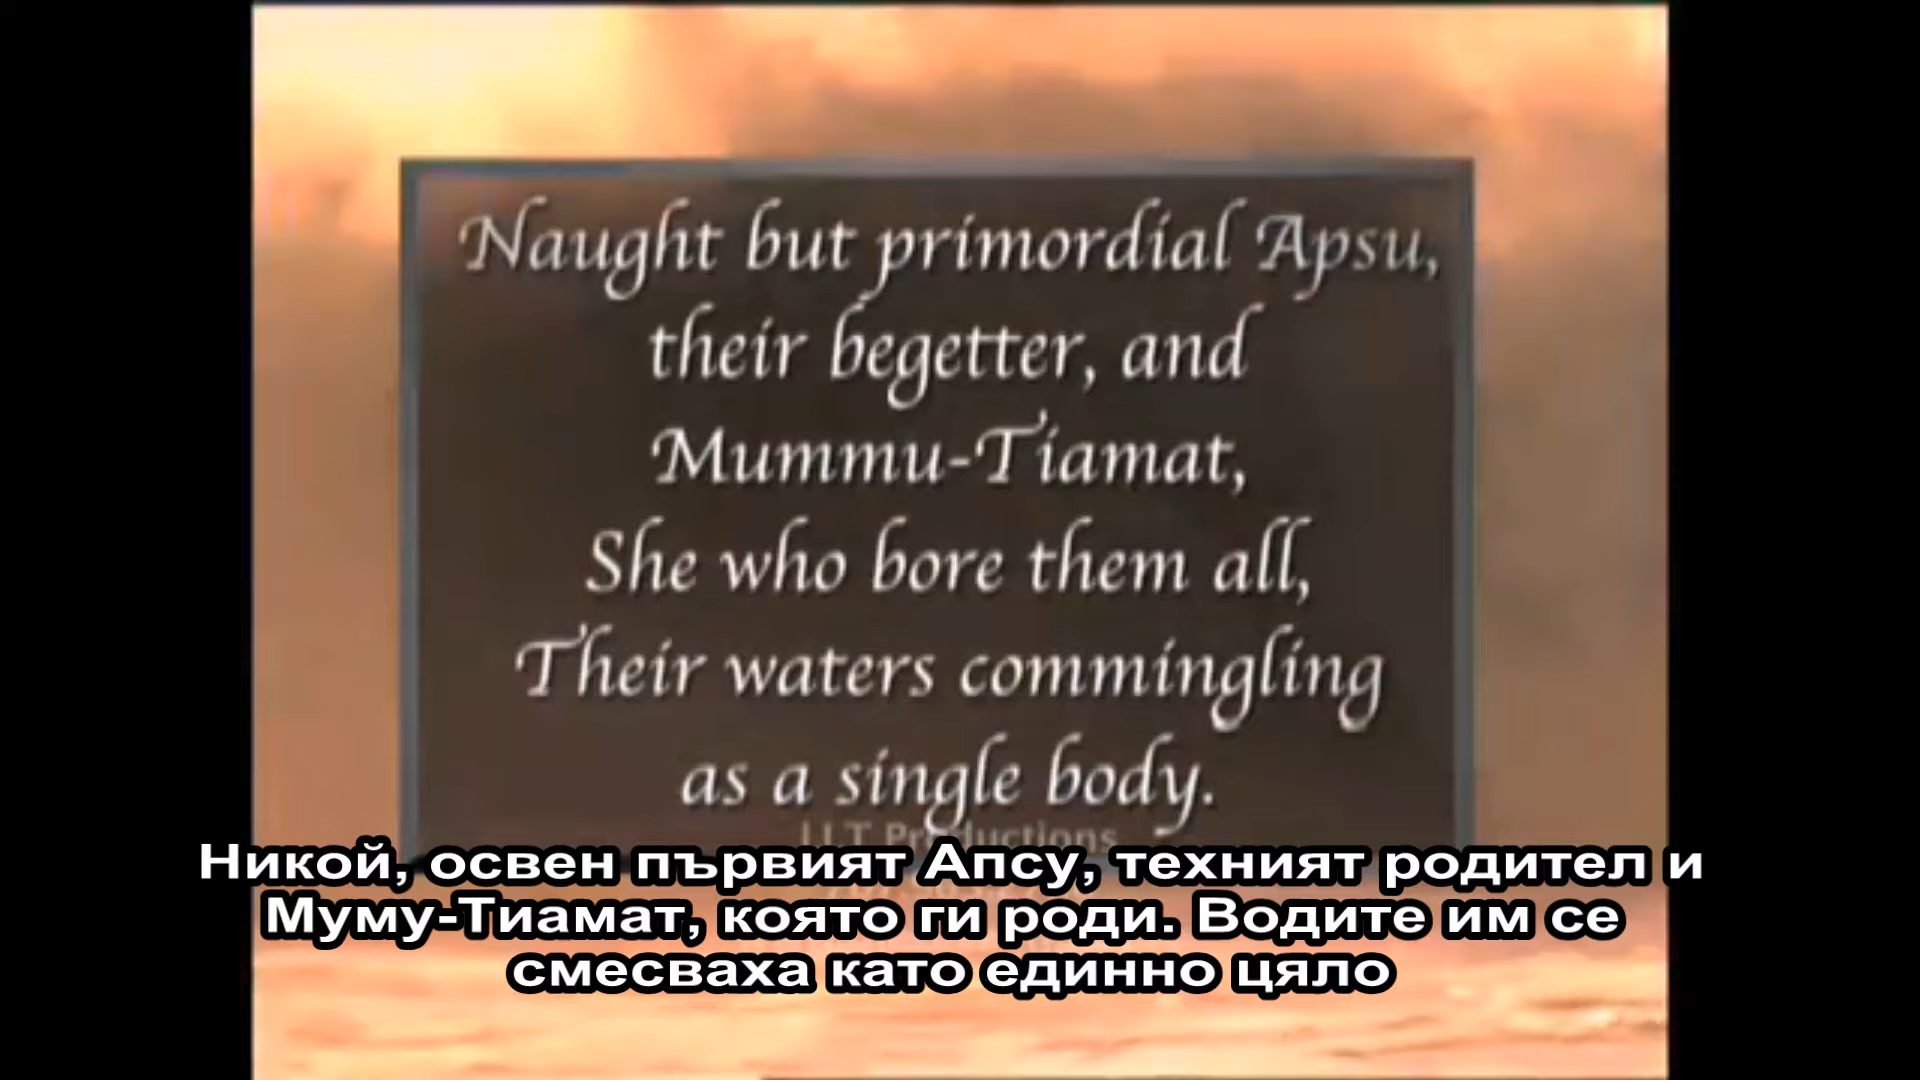 Naught but primordial Apsu,
their begetter, and
Mummu-Tiamat,
She who bore them all,
Their waters commingling
as a single body.
LLT Productions
Никой, освен първият Апсу, техният родител и
Муму-Тиамат, която ги роди. Водите им се
смесваха като единно цяло